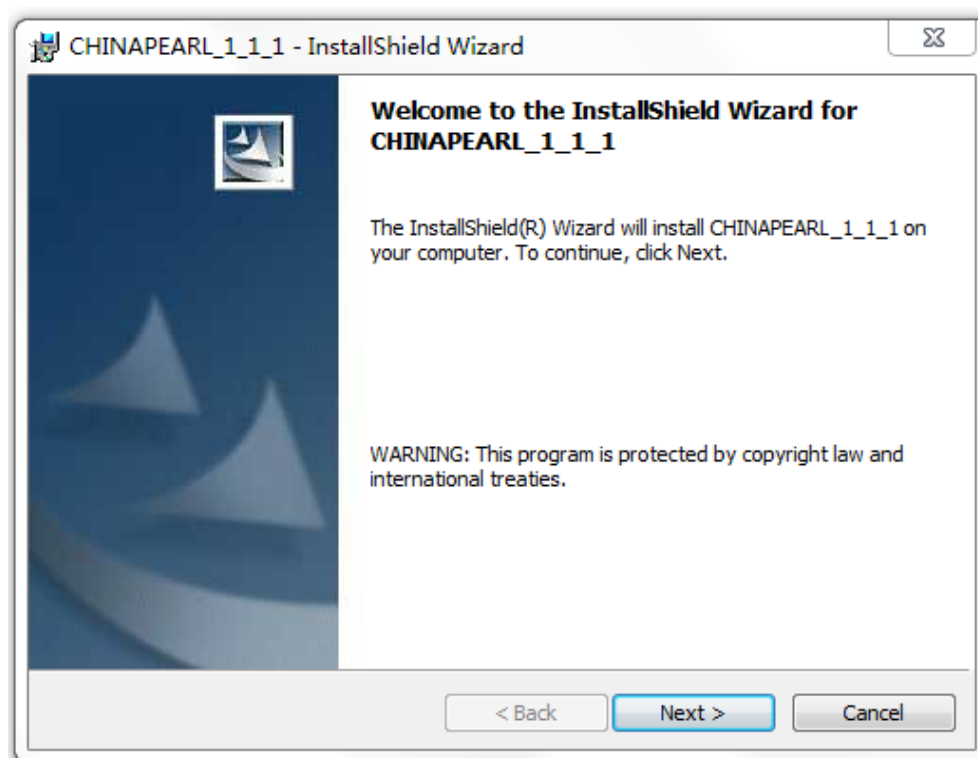 CHINAPEARL_1_1_1 - InstallShield Wizard
Welcome to the InstallShield Wizard for
CHINAPEARL_1_1_1
The InstallShield(R) Wizard will install CHINAPEARL_1_1_1 on
your computer. To continue, click Next.
WARNING: This program is protected by copyright law and
international treaties.
< Back
Next >
Cancel